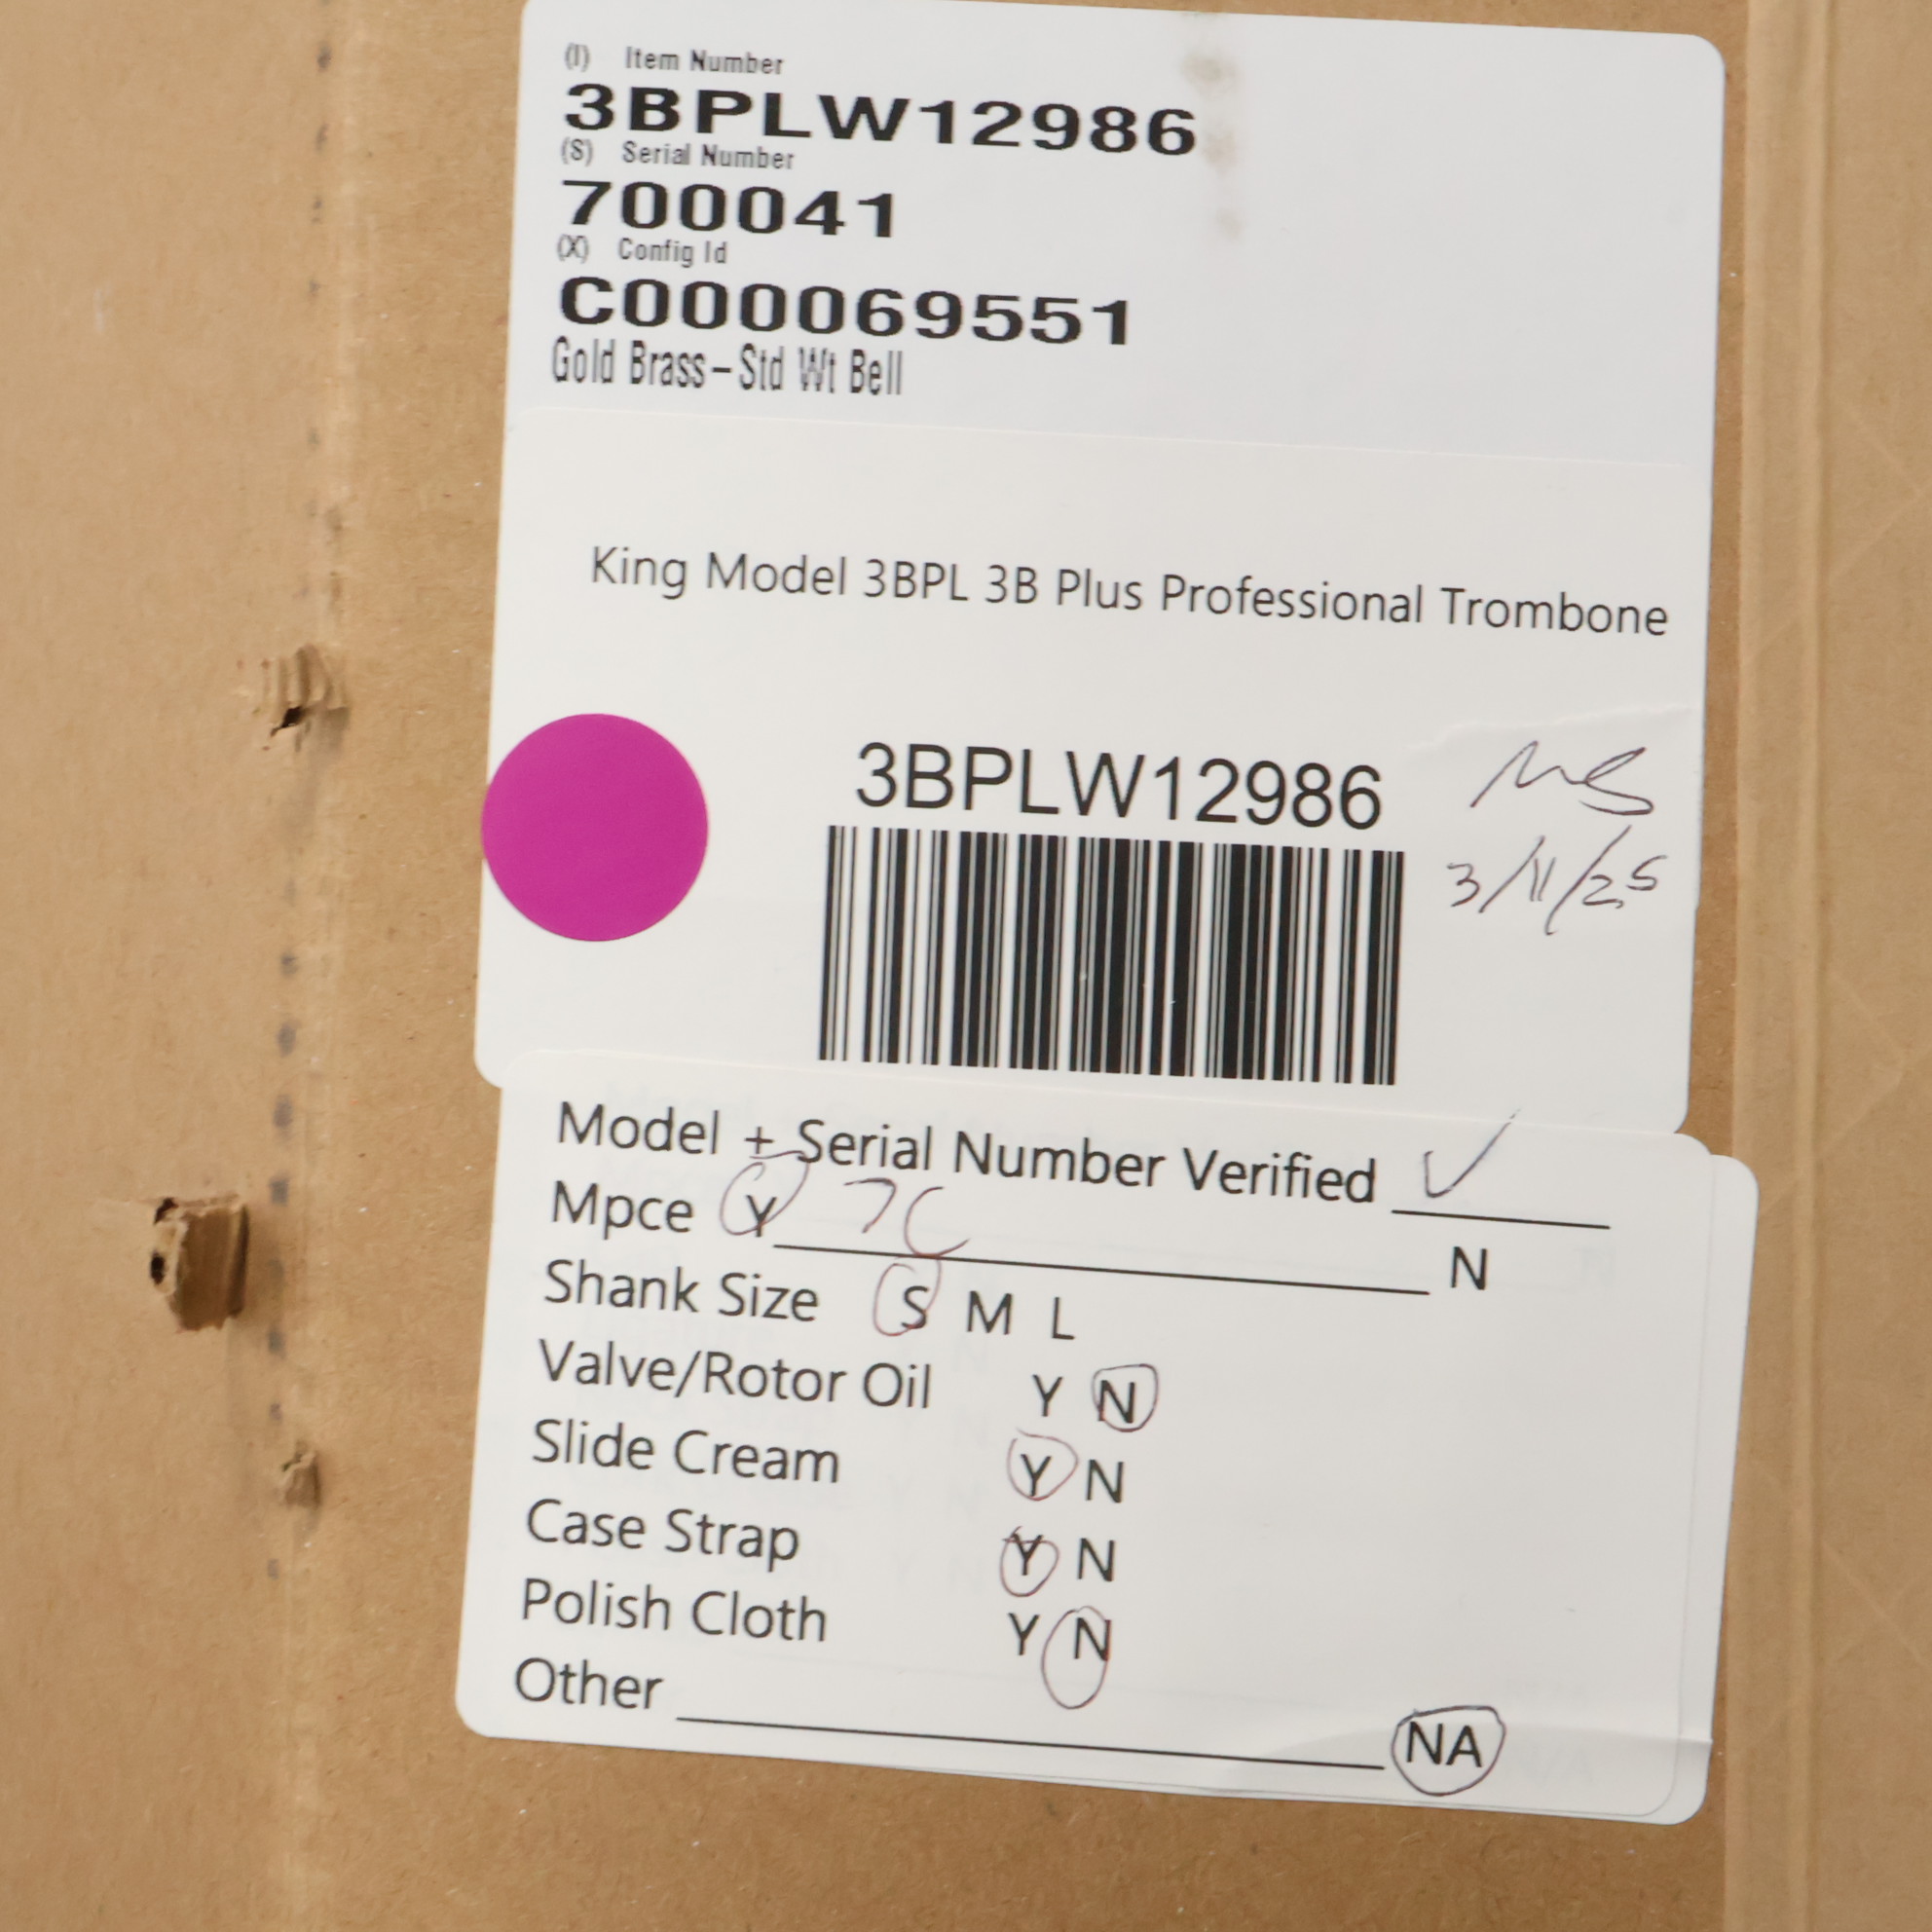 (I) Item Number
3BPLW12986
(S) Serial Number
700041
(X) Config Id
C000069551
Gold Brass-Std Wt Bell
King Model 3BPL 3B Plus Professional Trombone
3BPLW12986
MS
3/11/25
Model + Serial Number Verified ✓
Mpce Y 7C N
Shank Size S M L
Valve/Rotor Oil Y N
Slide Cream Y N
Case Strap Y N
Polish Cloth Y N
Other NA